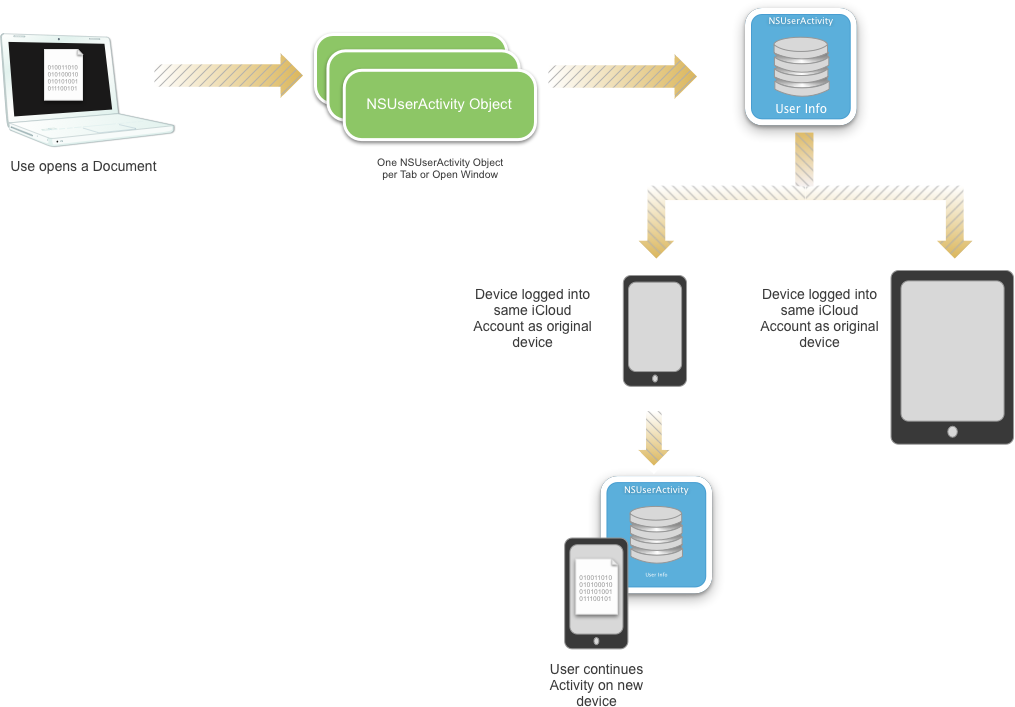 010011010
010100010
010101001
011100101
Use opens a Document
NSUserActivity Object
One NSUserActivity Object
per Tab or Open Window
NSUserActivity
User Info
Device logged into
same iCloud
Account as original
device
Device logged into
same iCloud
Account as original
device
NSUserActivity
User Info
010011010
010100010
010101001
011100101
User continues
Activity on new
device